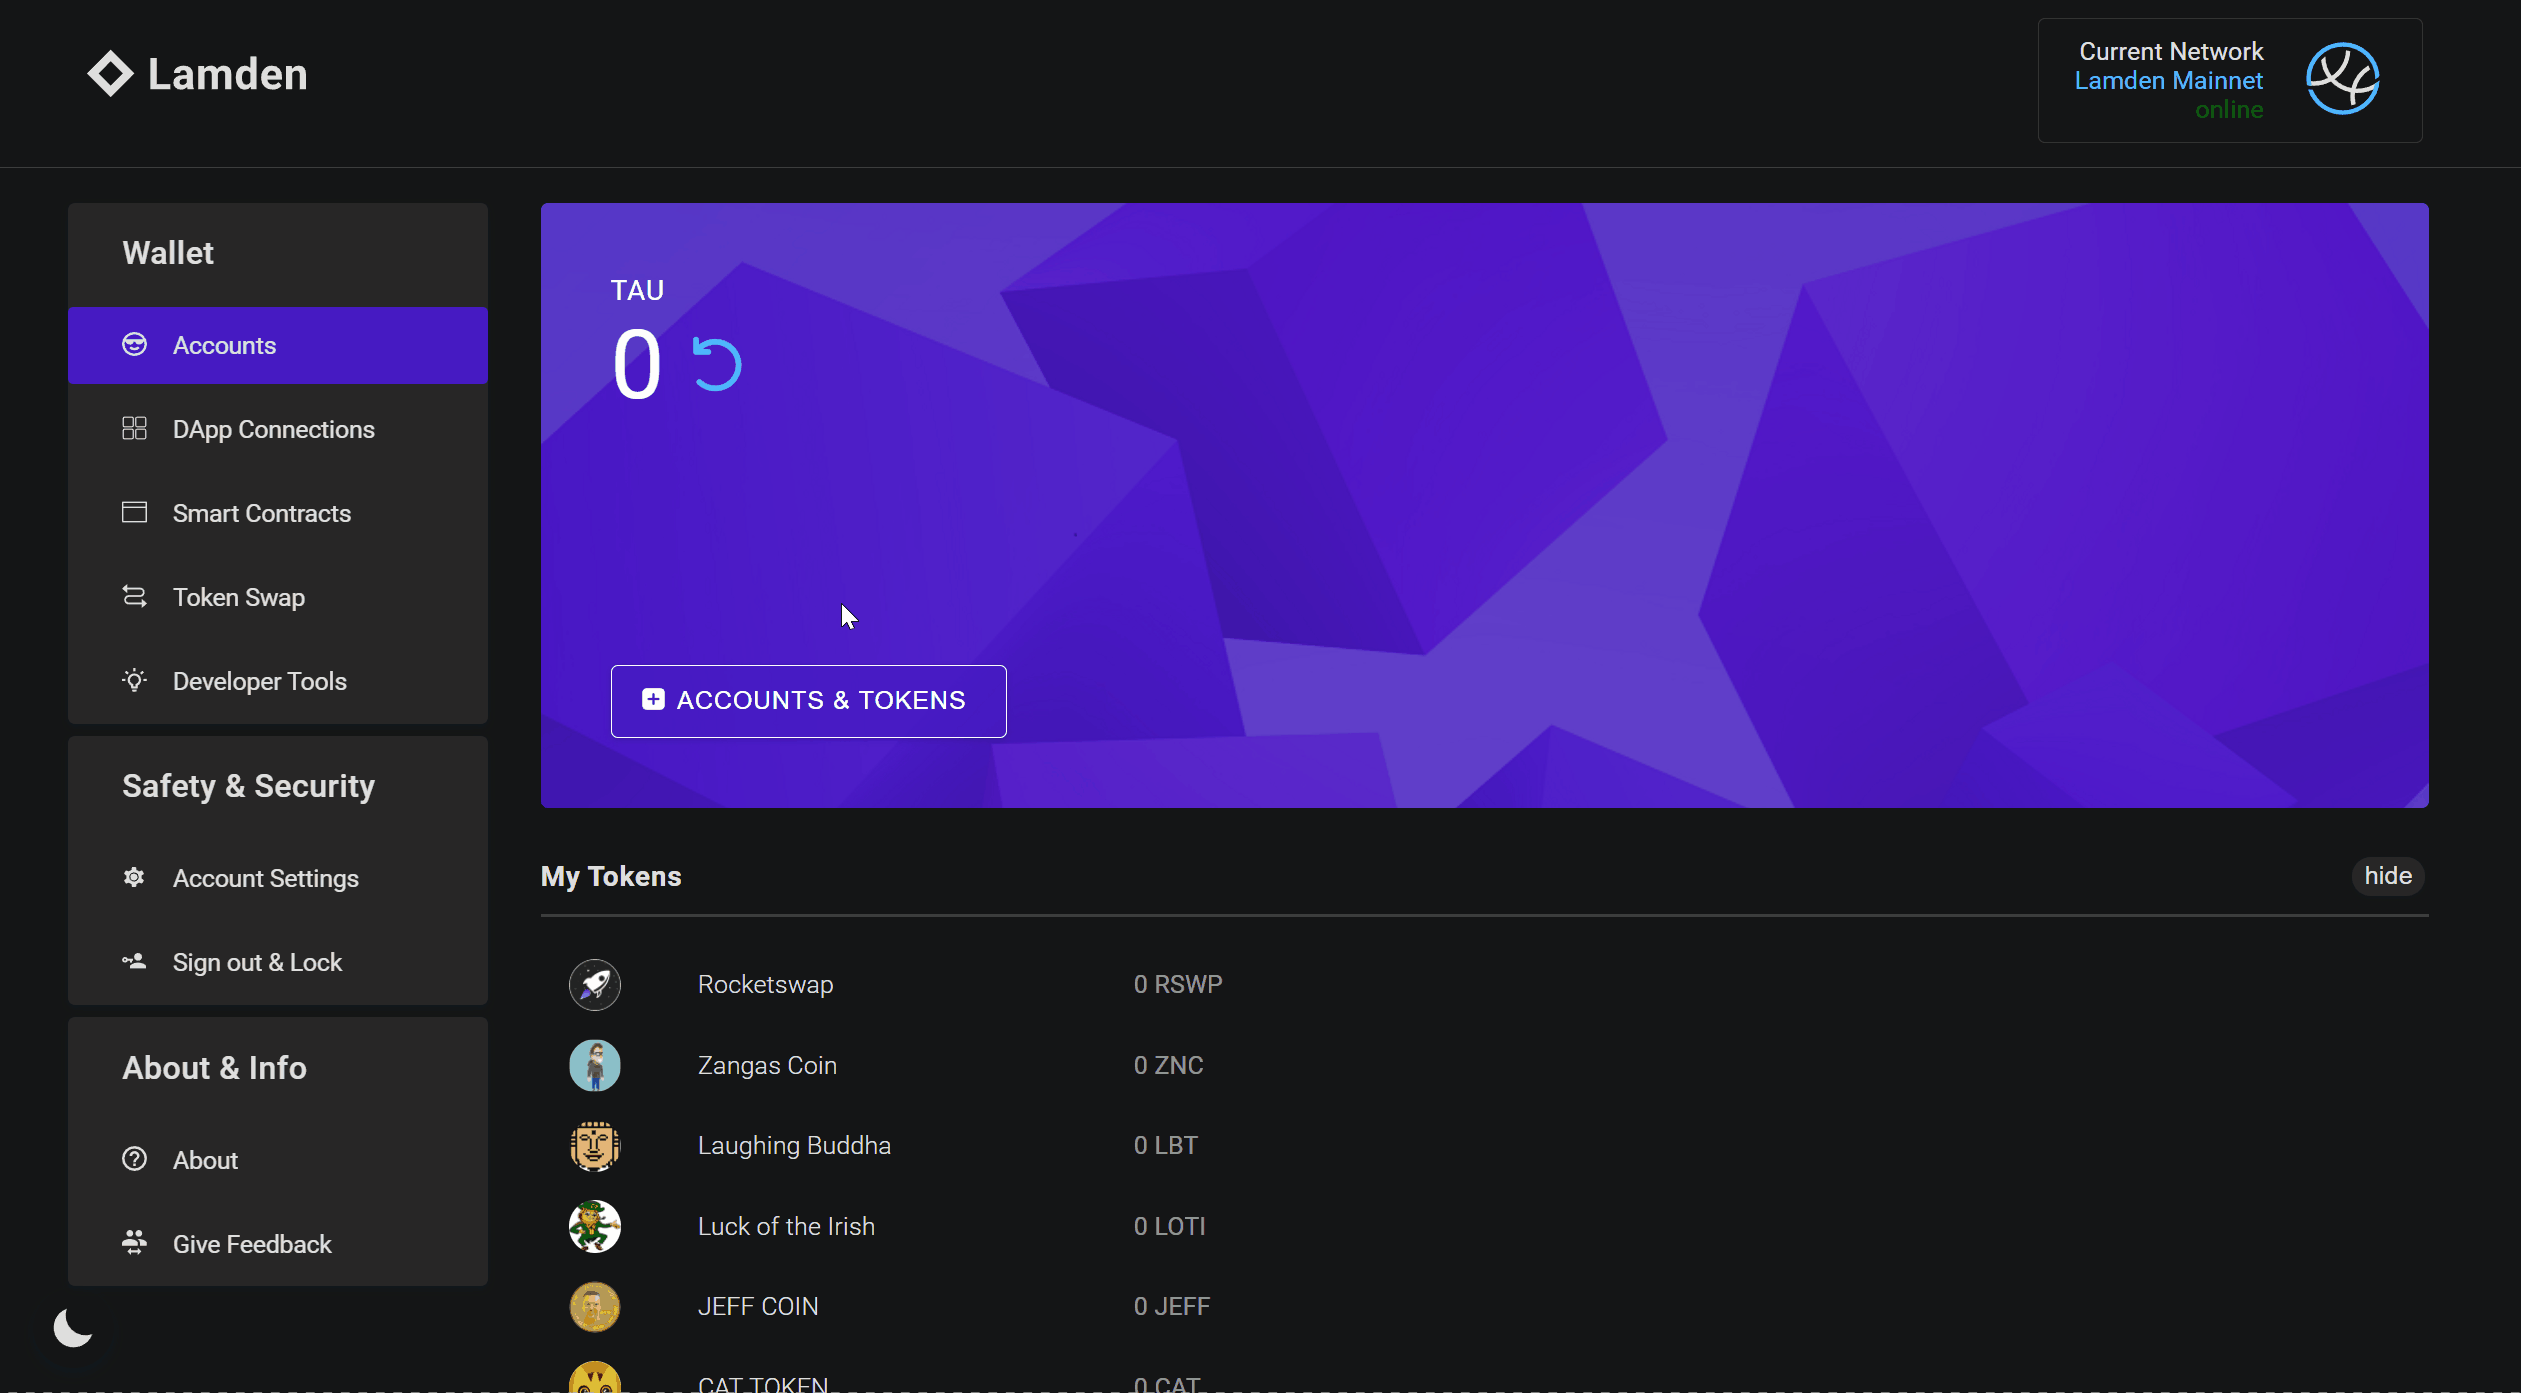 Lamden
Current Network
Lamden Mainnet
online
Wallet
Accounts
DApp Connections
Smart Contracts
Token Swap
Developer Tools
Safety & Security
Account Settings
Sign out & Lock
About & Info
About
Give Feedback
TAU
0
ACCOUNTS & TOKENS
My Tokens
hide
Rocketswap
0 RSWP
Zangas Coin
0 ZNC
Laughing Buddha
0 LBT
Luck of the Irish
0 LOTI
JEFF COIN
0 JEFF
CAT TOKEN
0 CAT